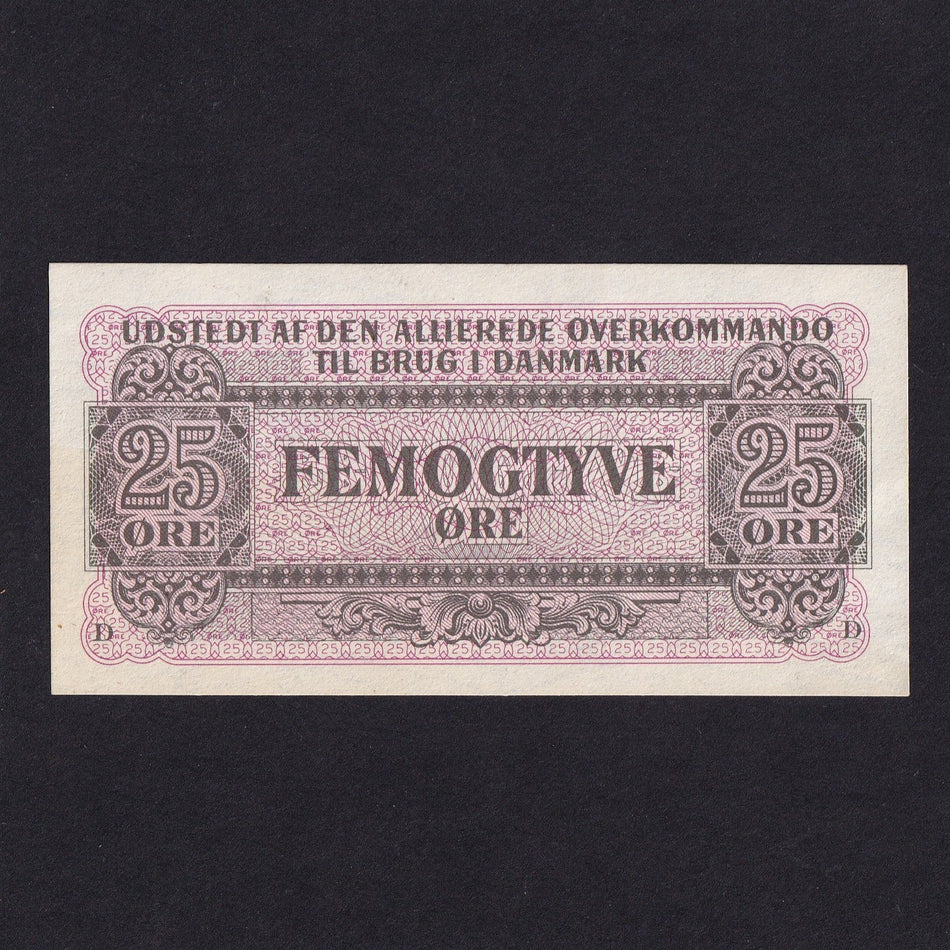 UDSTEDT AF DEN ALLIEREDE OVERKOMMANDO
TIL BRUG I DANMARK
25
ØRE
FEMOGTYVE
ØRE
25
ØRE
D
D